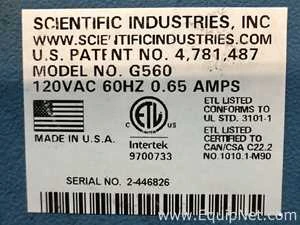 SCIENTIFIC INDUSTRIES, INC
WWW.SCIENTIFICINDUSTRIES.COM
U.S. PATENT NO. 4,781,487
MODEL NO. G560
120VAC 60HZ 0.65 AMPS
MADE IN U.S.A.
ETL
LISTED
Intertek
9700733
ETL LISTED
CONFORMS TO
UL STD. 3101-1
ETL LISTED
CERTIFIED TO
CAN/CSA C22.2
NO. 1010.1-M90
SERIAL NO. 2-446826
www.EquipNet.com